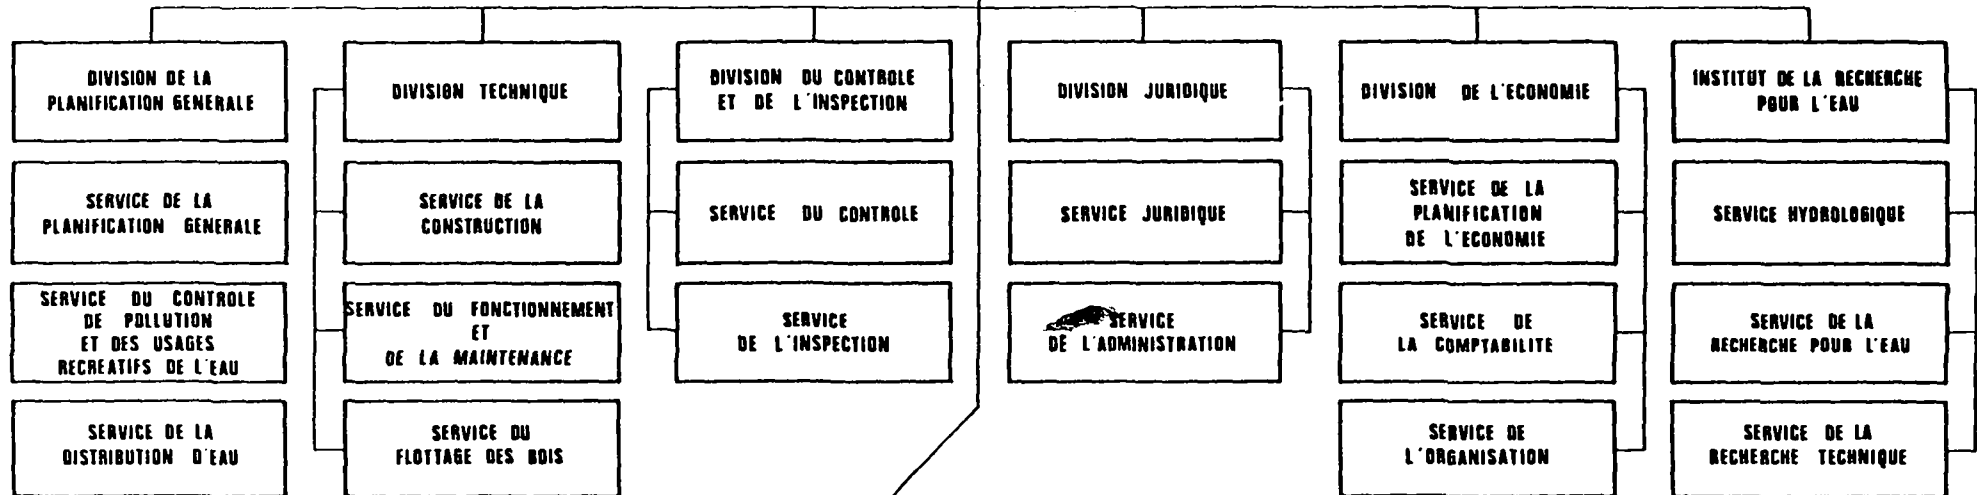 DIVISION DE LA
PLANIFICATION GENERALE
SERVICE DE LA
PLANIFICATION GENERALE
SERVICE DU CONTROLE
DE POLLUTION
ET DES USAGES
RECREATIFS DE L'EAU
SERVICE DE LA
DISTRIBUTION D'EAU
DIVISION TECHNIQUE
SERVICE DE LA
CONSTRUCTION
SERVICE DU FONCTIONNEMENT
ET
DE LA MAINTENANCE
SERVICE DU
FLOTTAGE DES BOIS
DIVISION DU CONTROLE
ET DE L'INSPECTION
SERVICE DU CONTROLE
SERVICE
DE L'INSPECTION
DIVISION JURIDIQUE
SERVICE JURIDIQUE
SERVICE
DE L'ADMINISTRATION
DIVISION DE L'ECONOMIE
SERVICE DE LA
PLANIFICATION
DE L'ECONOMIE
SERVICE DE
LA COMPTABILITE
SERVICE DE
L'ORGANISATION
INSTITUT DE LA RECHERCHE
POUR L'EAU
SERVICE HYDROLOGIQUE
SERVICE DE LA
RECHERCHE POUR L'EAU
SERVICE DE LA
RECHERCHE TECHNIQUE